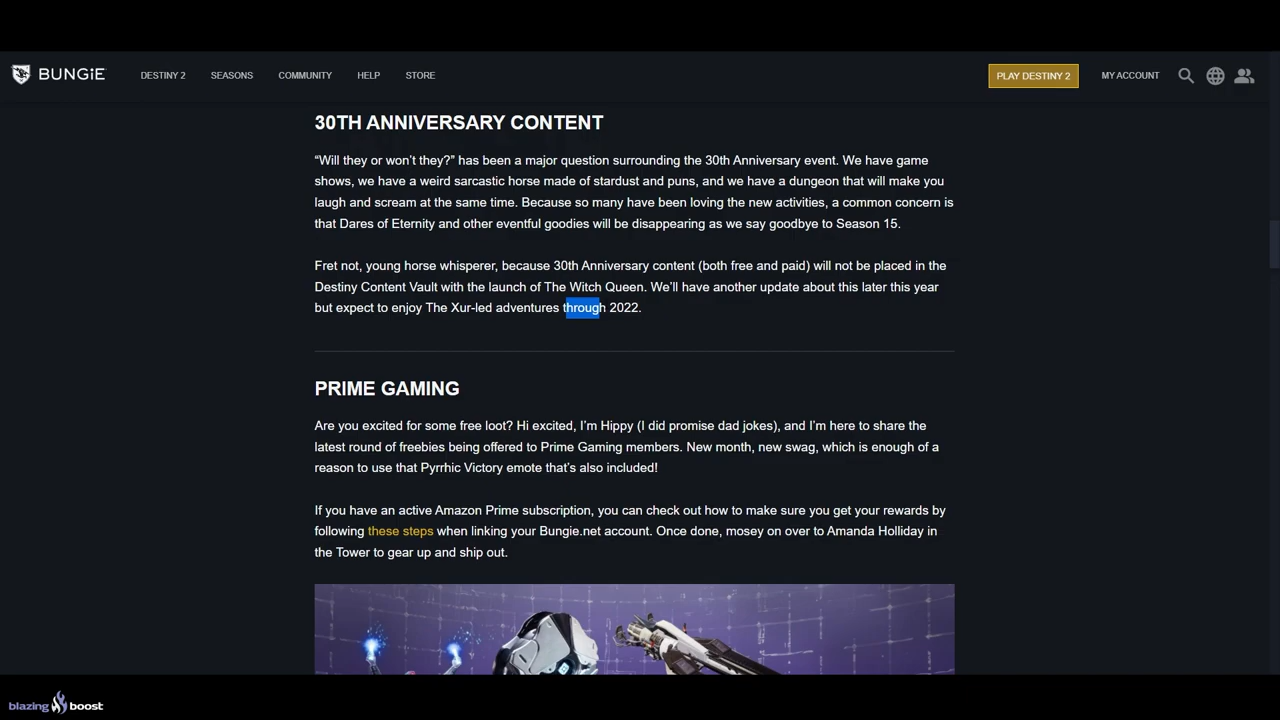 BUNGiE DESTINY 2 SEASONS COMMUNITY HELP STORE PLAY DESTINY 2 MY ACCOUNT
30TH ANNIVERSARY CONTENT
“Will they or won’t they?” has been a major question surrounding the 30th Anniversary event. We have game
shows, we have a weird sarcastic horse made of stardust and puns, and we have a dungeon that will make you
laugh and scream at the same time. Because so many have been loving the new activities, a common concern is
that Dares of Eternity and other eventful goodies will be disappearing as we say goodbye to Season 15.
Fret not, young horse whisperer, because 30th Anniversary content (both free and paid) will not be placed in the
Destiny Content Vault with the launch of The Witch Queen. We’ll have another update about this later this year
but expect to enjoy The Xur-led adventures through 2022.
PRIME GAMING
Are you excited for some free loot? Hi excited, I’m Hippy (I did promise dad jokes), and I’m here to share the
latest round of freebies being offered to Prime Gaming members. New month, new swag, which is enough of a
reason to use that Pyrrhic Victory emote that’s also included!
If you have an active Amazon Prime subscription, you can check out how to make sure you get your rewards by
following these steps when linking your Bungie.net account. Once done, mosey on over to Amanda Holliday in
the Tower to gear up and ship out.
blazing boost